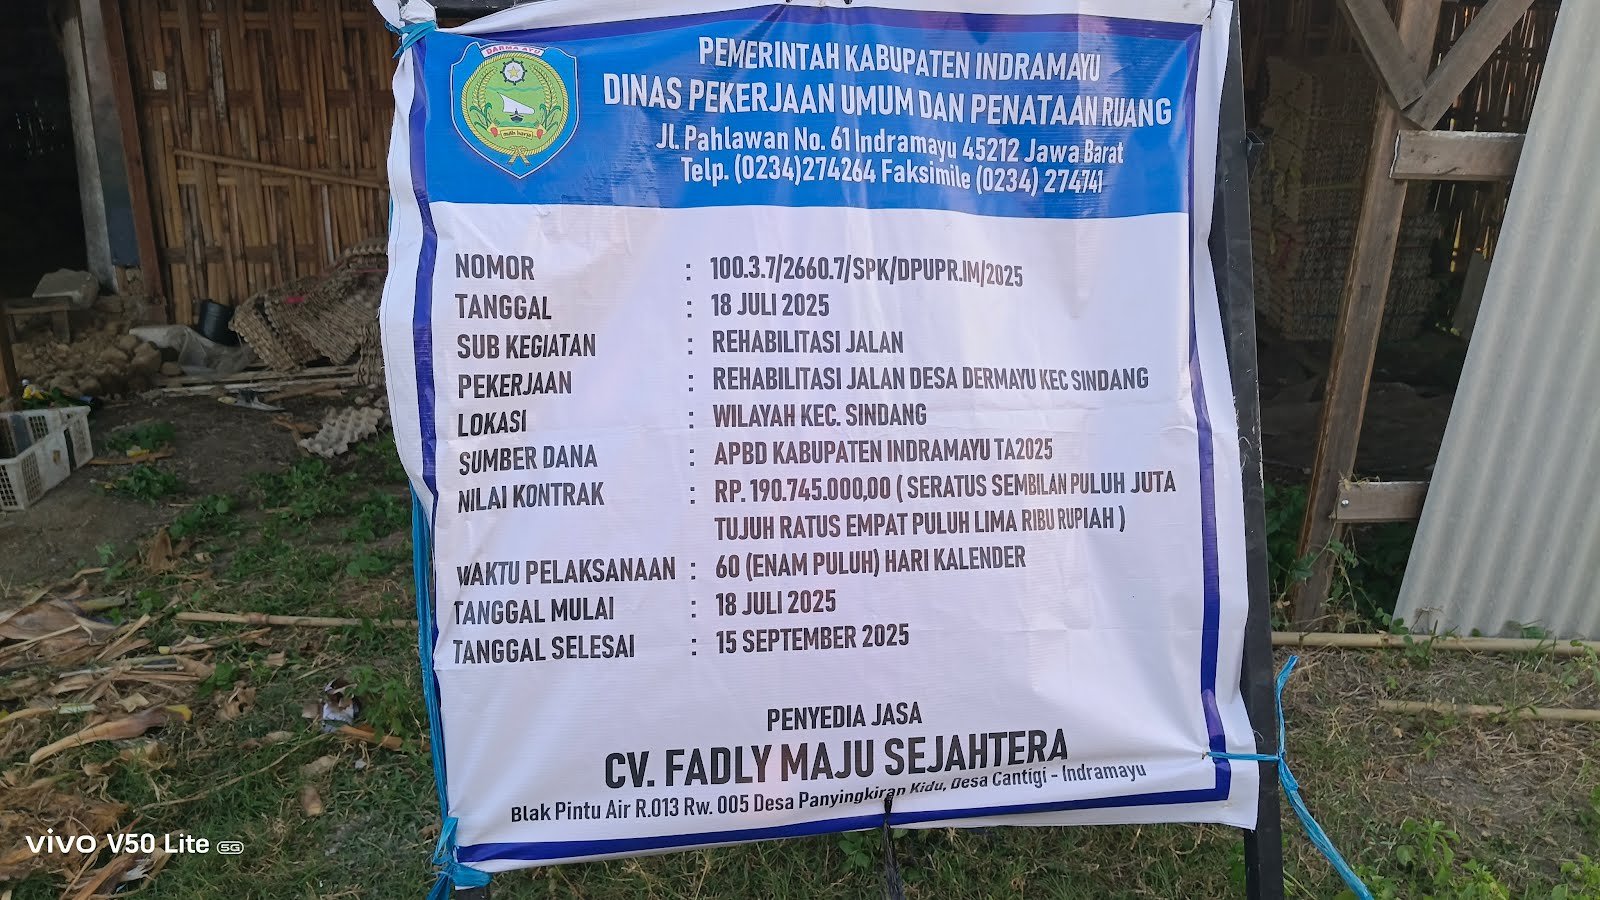 DARMA AYU
mulih harjo
PEMERINTAH KABUPATEN INDRAMAYU
DINAS PEKERJAAN UMUM DAN PENATAAN RUANG
Jl. Pahlawan No. 61 Indramayu 45212 Jawa Barat
Telp. (0234)274264 Faksimile (0234) 274741
NOMOR : 100.3.7/2660.7/SPK/DPUPR.IM/2025
TANGGAL : 18 JULI 2025
SUB KEGIATAN : REHABILITASI JALAN
PEKERJAAN : REHABILITASI JALAN DESA DERMAYU KEC SINDANG
LOKASI : WILAYAH KEC. SINDANG
SUMBER DANA : APBD KABUPATEN INDRAMAYU TA2025
NILAI KONTRAK : RP. 190.745.000,00 ( SERATUS SEMBILAN PULUH JUTA
TUJUH RATUS EMPAT PULUH LIMA RIBU RUPIAH )
WAKTU PELAKSANAAN : 60 (ENAM PULUH) HARI KALENDER
TANGGAL MULAI : 18 JULI 2025
TANGGAL SELESAI : 15 SEPTEMBER 2025
PENYEDIA JASA
CV. FADLY MAJU SEJAHTERA
Blak Pintu Air R.013 Rw. 005 Desa Panyingkiran Kidu, Desa Cantigi - Indramayu
vivo V50 Lite 5G